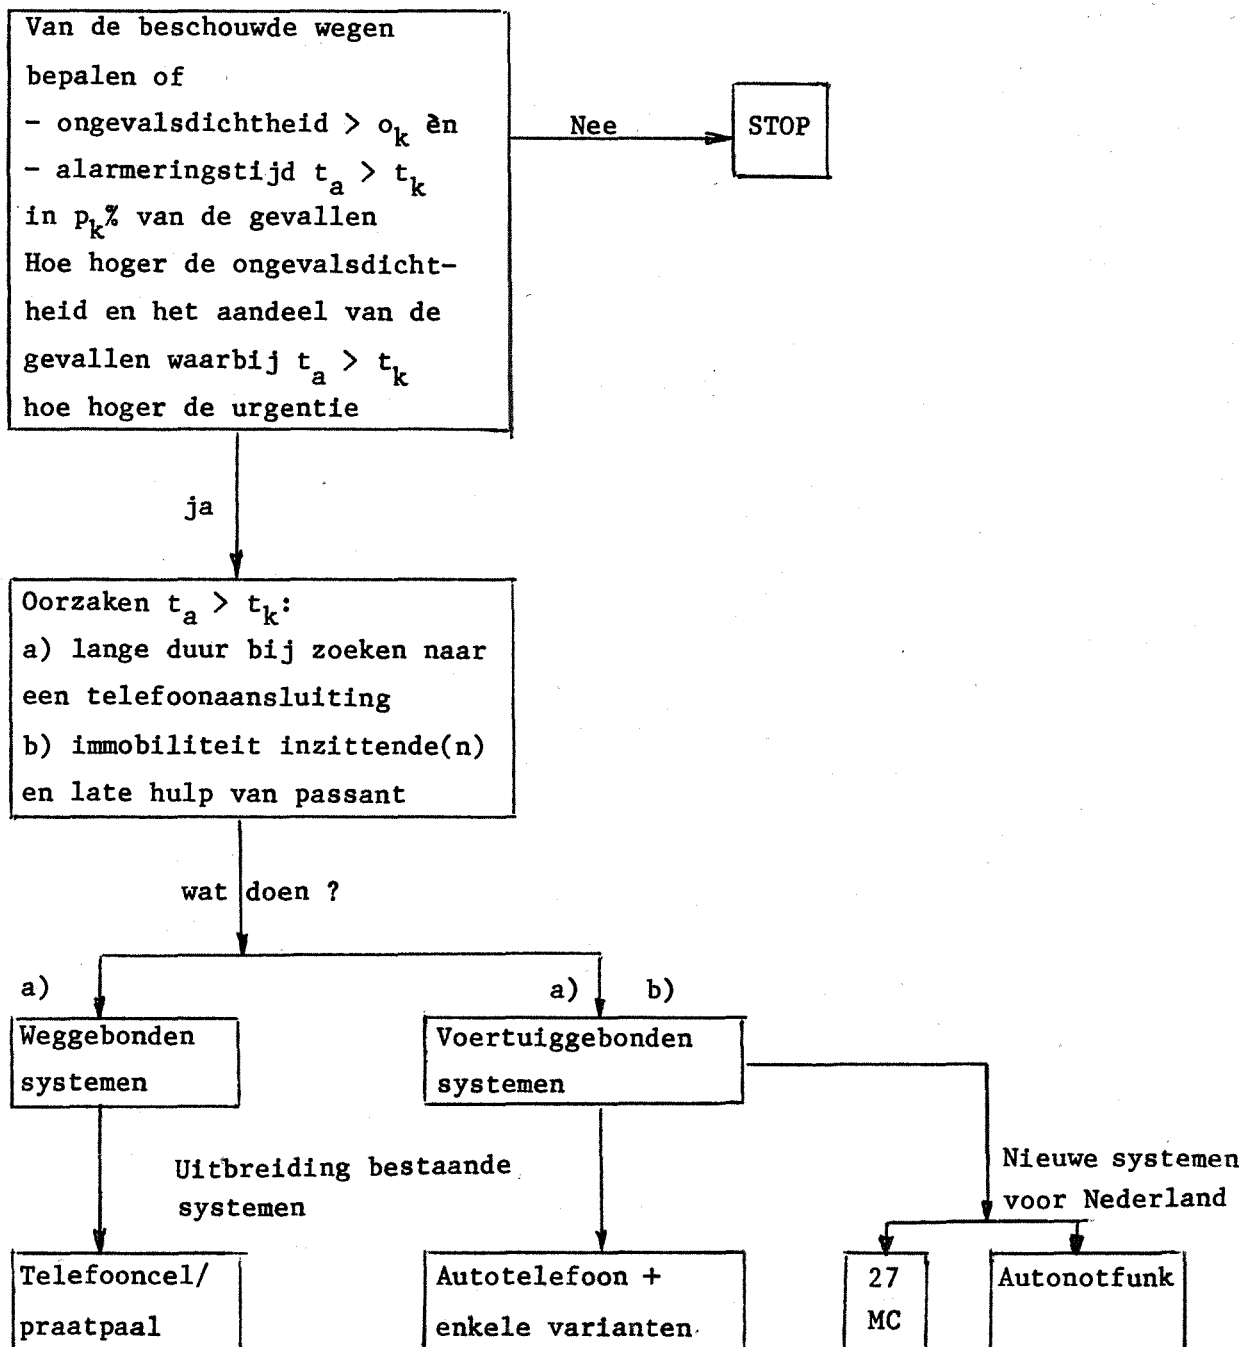 Van de beschouwde wegen
bepalen of
- ongevalsdichtheid > o_k èn
- alarmeringstijd t_a > t_k
in p_k% van de gevallen
Hoe hoger de ongevalsdicht-
heid en het aandeel van de
gevallen waarbij t_a > t_k
hoe hoger de urgentie
Nee
STOP
ja
Oorzaken t_a > t_k:
a) lange duur bij zoeken naar
een telefoonaansluiting
b) immobiliteit inzittende(n)
en late hulp van passant
wat doen ?
a)
a) b)
Weggebonden
systemen
Voertuiggebonden
systemen
Uitbreiding bestaande
systemen
Nieuwe systemen
voor Nederland
Telefooncel/
praatpaal
Autotelefoon +
enkele varianten
27
MC
Autonotfunk